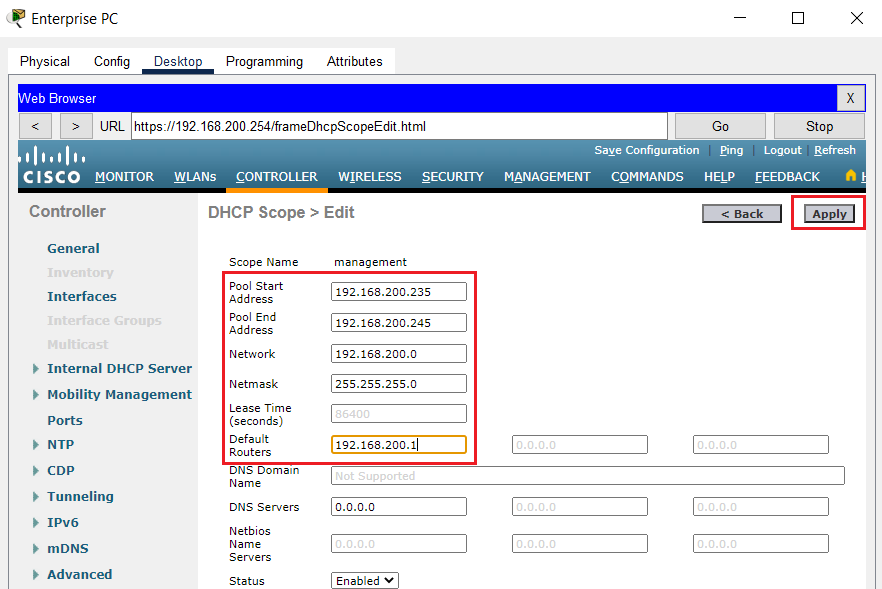 Enterprise PC
Physical Config Desktop Programming Attributes
Web Browser X
< > URL https://192.168.200.254/frameDhcpScopeEdit.html Go Stop
Save Configuration | Ping | Logout | Refresh
CISCO MONITOR WLANs CONTROLLER WIRELESS SECURITY MANAGEMENT COMMANDS HELP FEEDBACK H
Controller
General
Inventory
Interfaces
Interface Groups
Multicast
Internal DHCP Server
Mobility Management
Ports
NTP
CDP
Tunneling
IPv6
mDNS
Advanced
DHCP Scope > Edit < Back Apply
Scope Name management
Pool Start
Address 192.168.200.235
Pool End
Address 192.168.200.245
Network 192.168.200.0
Netmask 255.255.255.0
Lease Time
(seconds) 86400
Default
Routers 192.168.200.1 0.0.0.0 0.0.0.0
DNS Domain
Name Not Supported
DNS Servers 0.0.0.0 0.0.0.0 0.0.0.0
Netbios
Name
Servers 0.0.0.0 0.0.0.0 0.0.0.0
Status Enabled